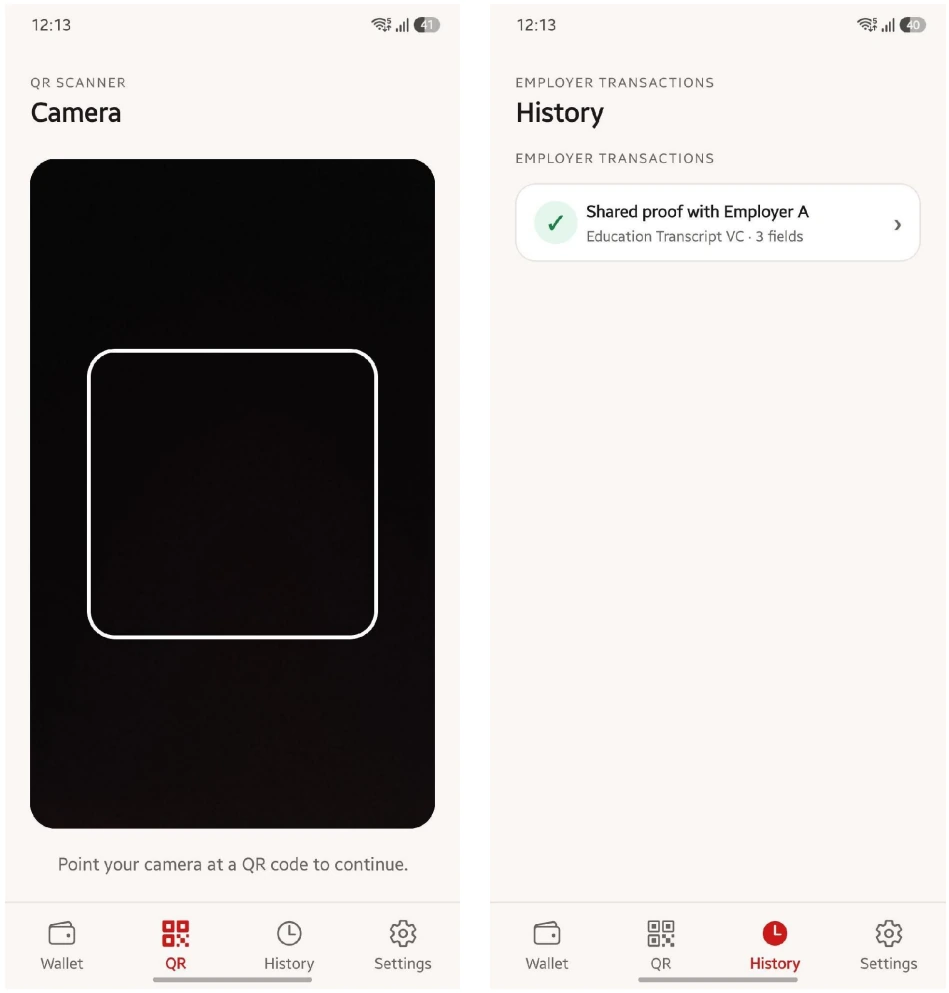 12:13
41
QR SCANNER
Camera
Point your camera at a QR code to continue.
Wallet
QR
History
Settings
12:13
40
EMPLOYER TRANSACTIONS
History
EMPLOYER TRANSACTIONS
✓
Shared proof with Employer A
Education Transcript VC · 3 fields
›
Wallet
QR
History
Settings